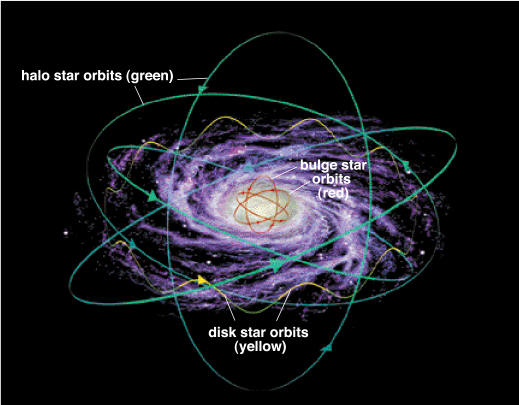 halo star orbits (green)
bulge star
orbits
(red)
disk star orbits
(yellow)